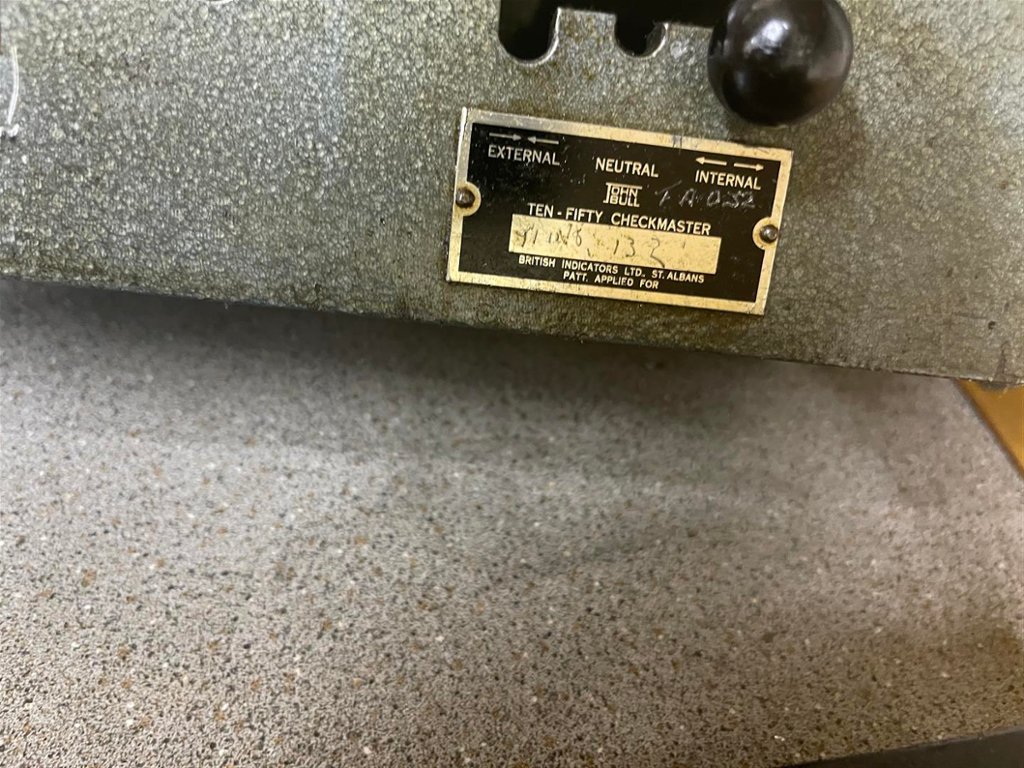 EXTERNAL NEUTRAL INTERNAL
JOHN BULL
TEN-FIFTY CHECKMASTER
BRITISH INDICATORS LTD. ST. ALBANS
PATT. APPLIED FOR